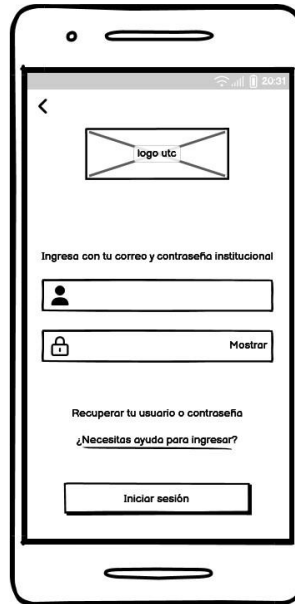 20:31
logo utc
Ingresa con tu correo y contraseña institucional
Mostrar
Recuperar tu usuario o contraseña
¿Necesitas ayuda para ingresar?
Iniciar sesión